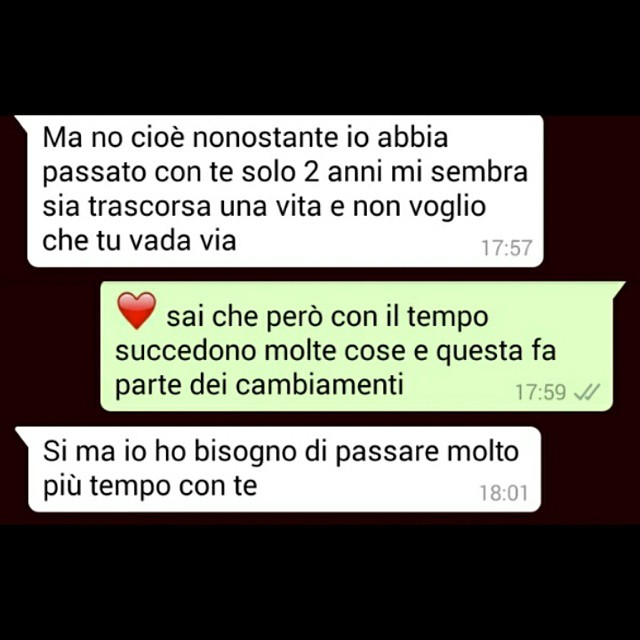 Ma no cioè nonostante io abbia
passato con te solo 2 anni mi sembra
sia trascorsa una vita e non voglio
che tu vada via
17:57
❤️ sai che però con il tempo
succedono molte cose e questa fa
parte dei cambiamenti
17:59
Si ma io ho bisogno di passare molto
più tempo con te
18:01